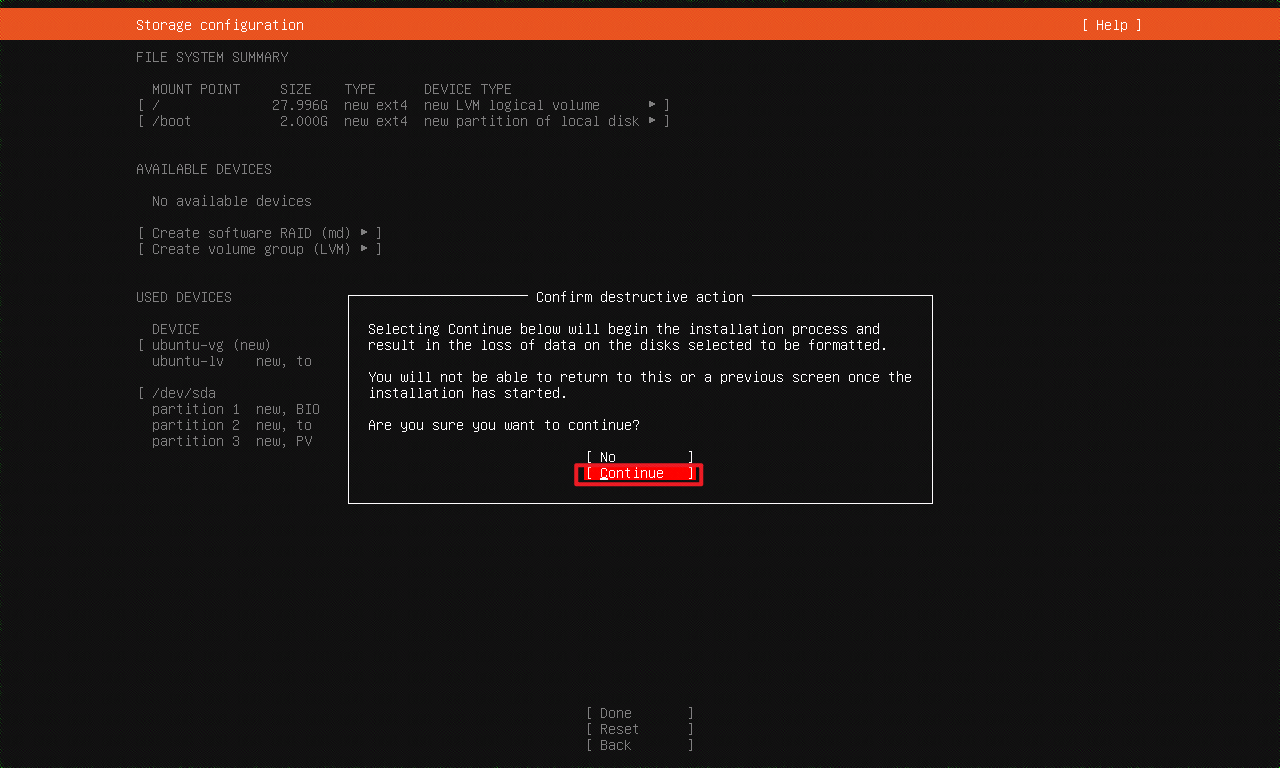 Storage configuration [ Help ]
FILE SYSTEM SUMMARY
MOUNT POINT SIZE TYPE DEVICE TYPE
[ / 27.996G new ext4 new LVM logical volume ▸ ]
[ /boot 2.000G new ext4 new partition of local disk ▸ ]
AVAILABLE DEVICES
No available devices
[ Create software RAID (md) ▸ ]
[ Create volume group (LVM) ▸ ]
USED DEVICES
DEVICE
[ ubuntu-vg (new)
ubuntu-lv new, to
[ /dev/sda
partition 1 new, BIO
partition 2 new, to
partition 3 new, PV
Confirm destructive action
Selecting Continue below will begin the installation process and
result in the loss of data on the disks selected to be formatted.
You will not be able to return to this or a previous screen once the
installation has started.
Are you sure you want to continue?
[ No ]
[ Continue ]
[ Done ]
[ Reset ]
[ Back ]